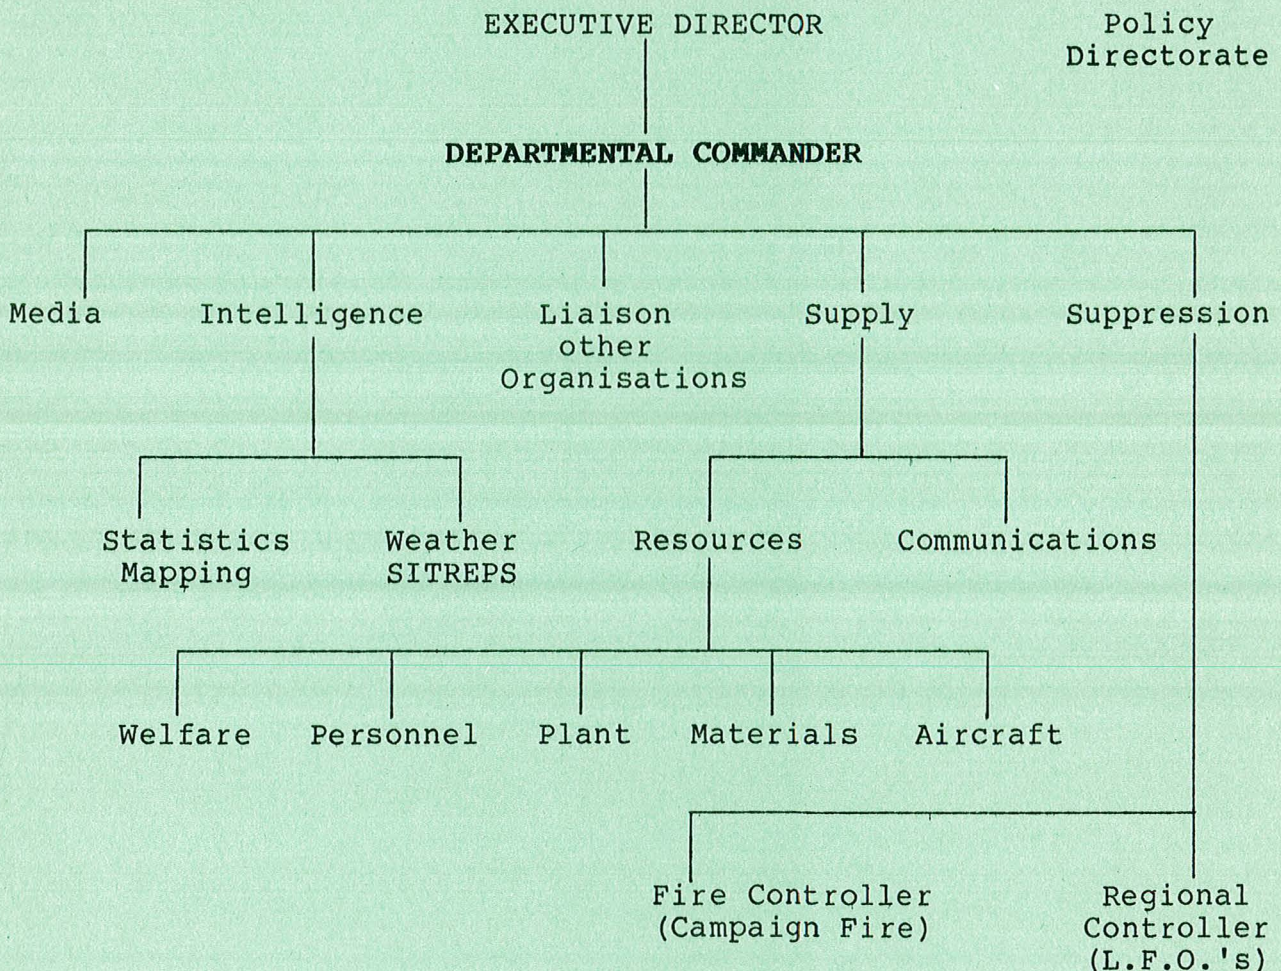 EXECUTIVE DIRECTOR
Policy
Directorate
DEPARTMENTAL COMMANDER
Media
Intelligence
Liaison
other
Organisations
Supply
Suppression
Statistics
Mapping
Weather
SITREPS
Resources
Communications
Welfare
Personnel
Plant
Materials
Aircraft
Fire Controller
(Campaign Fire)
Regional
Controller
(L.F.O.'s)